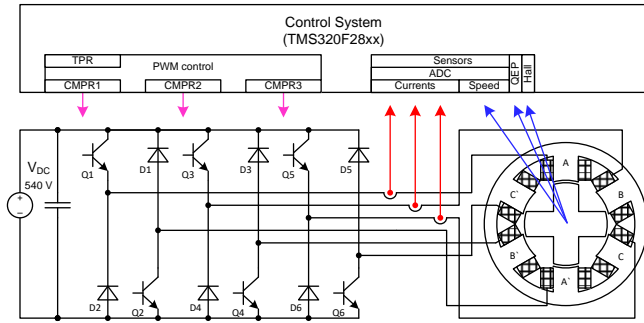 Control System
(TMS320F28xx)
TPR
PWM control
CMPR1
CMPR2
CMPR3
Sensors
ADC
Currents
Speed
QEP
Hall
VDC
540 V
Q1
D1
Q3
D3
Q5
D5
D2
Q2
D4
Q4
D6
Q6
A
B
C
A`
B`
C`